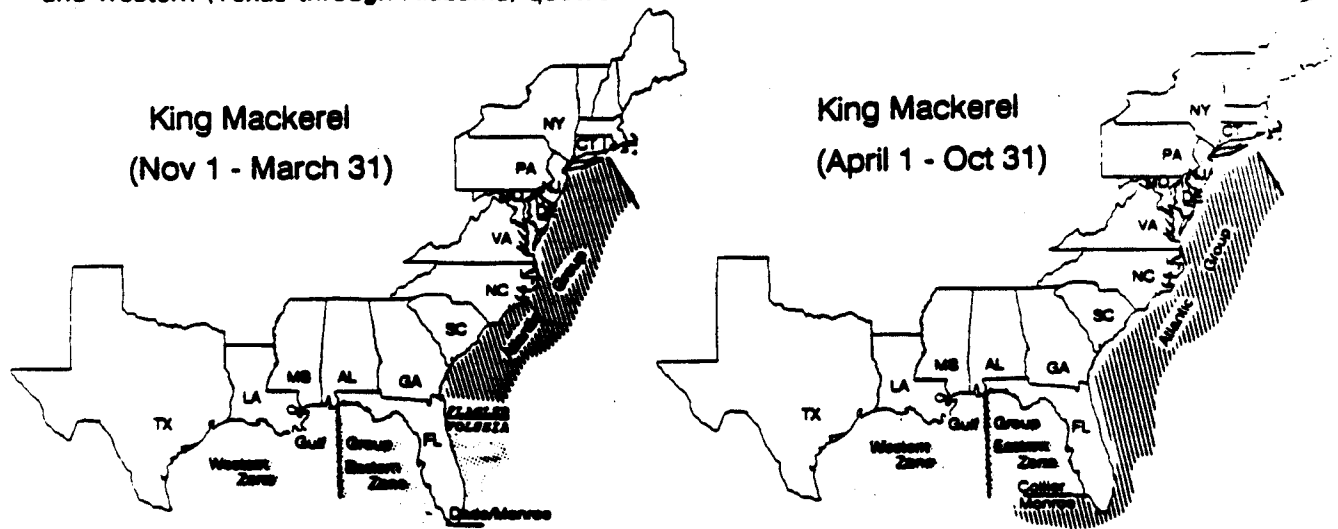 and Western (Texas through
King Mackerel
(Nov 1 - March 31)
NY
CT
PA
VA
NC
SC
MS
AL
GA
LA
TX
FL
FLAGLER
VOLUSIA
Gulf Group
Western Zone
Eastern Zone
Atlantic Group
Dade/Monroe
King Mackerel
(April 1 - Oct 31)
NY
CT
PA
MD
VA
NC
SC
MS
AL
GA
LA
TX
FL
Gulf Group
Western Zone
Eastern Zone
Atlantic Group
Collier
Monroe